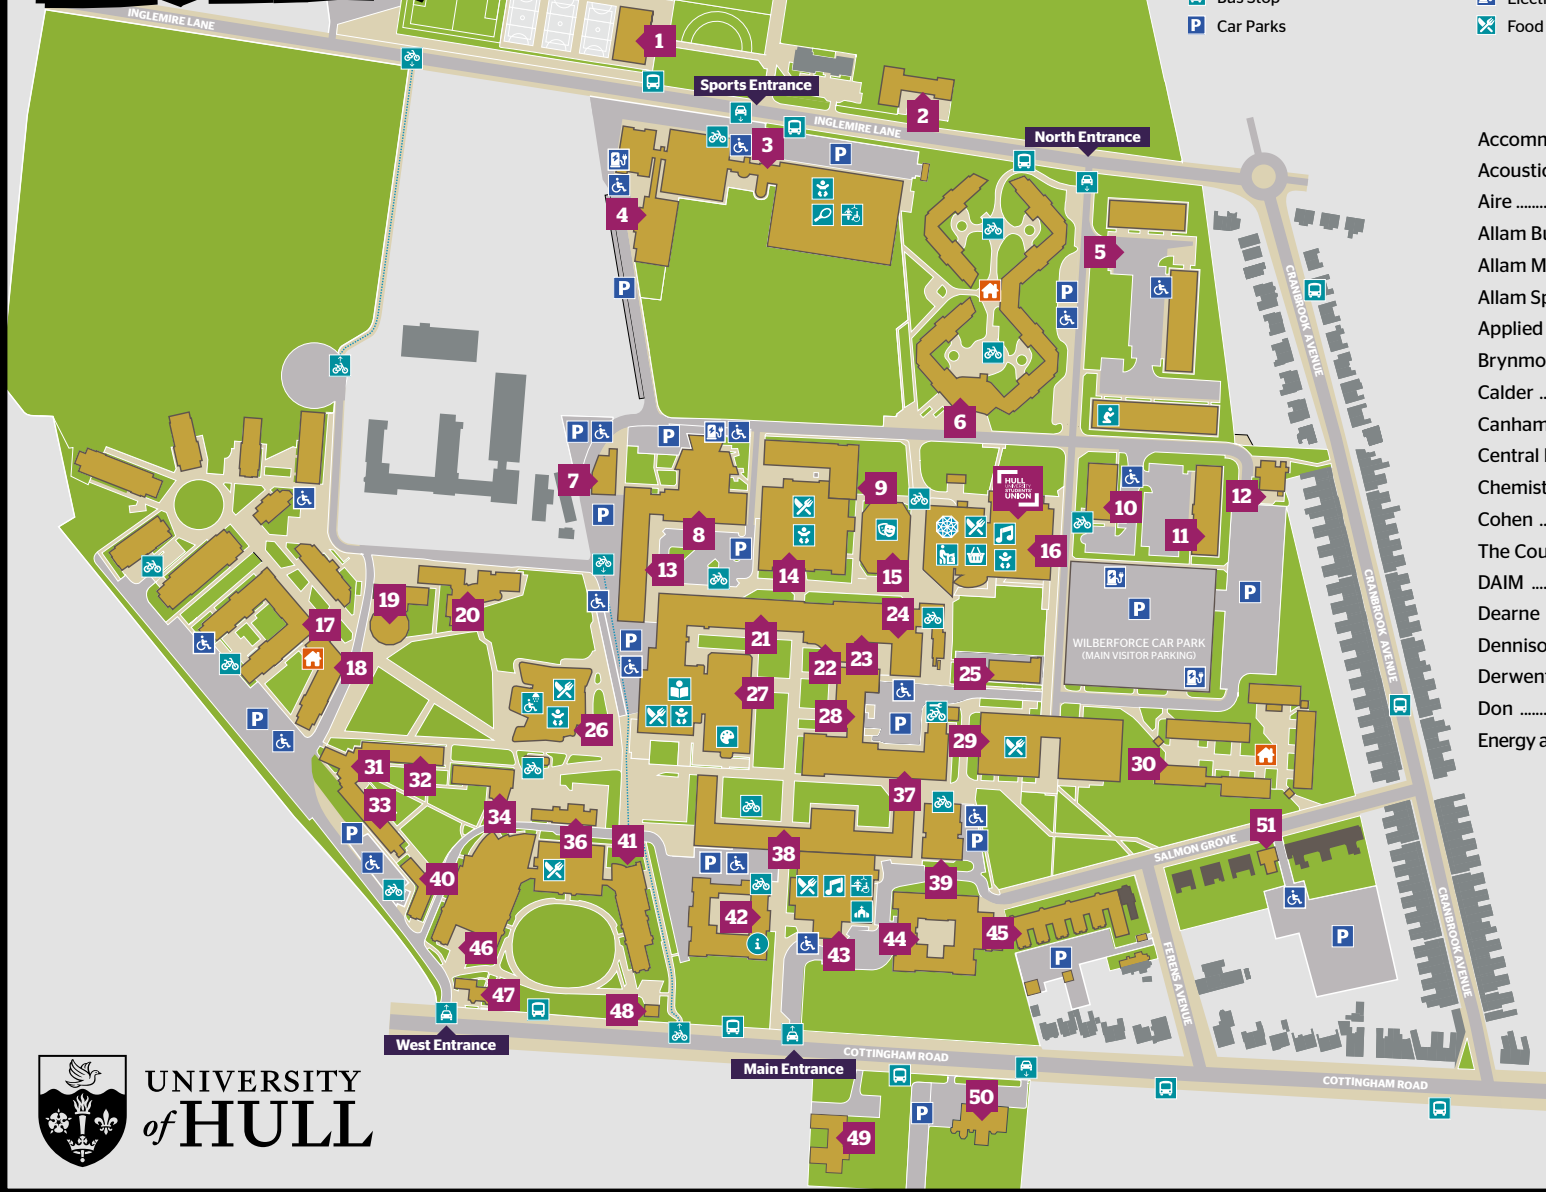 Bus Stop
Car Parks
Electri
Food
INGLEMIRE LANE
1
Sports Entrance
2
INGLEMIRE LANE
North Entrance
3
4
5
6
7
8
9
10
11
12
HULL
UNIVERSITY
STUDENTS'
UNION
13
14
15
16
17
18
19
20
21
22
23
24
25
26
27
28
29
30
WILBERFORCE CAR PARK
(MAIN VISITOR PARKING)
31
32
33
34
36
37
38
39
40
41
42
43
44
45
46
47
48
49
50
51
CRANBROOK AVENUE
CRANBROOK AVENUE
CRANBROOK AVENUE
SALMON GROVE
FERENS AVENUE
West Entrance
Main Entrance
COTTINGHAM ROAD
COTTINGHAM ROAD
UNIVERSITY
of HULL
Accomm
Acoustic
Aire ........
Allam Bu
Allam M
Allam Sp
Applied
Brynmo
Calder ..
Canham
Central
Chemist
Cohen ..
The Cou
DAIM ....
Dearne
Denniso
Derwent
Don .......
Energy a